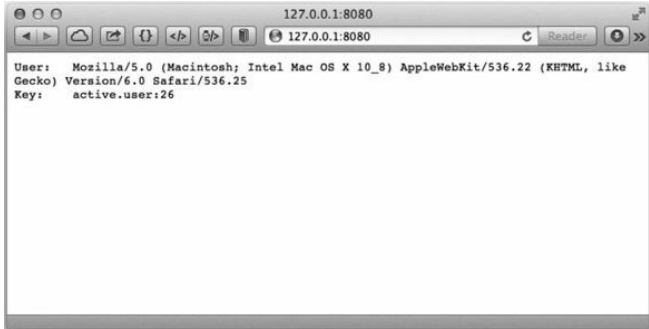 127.0.0.1:8080
127.0.0.1:8080
Reader
User: Mozilla/5.0 (Macintosh; Intel Mac OS X 10_8) AppleWebKit/536.22 (KHTML, like
Gecko) Version/6.0 Safari/536.25
Key: active.user:26